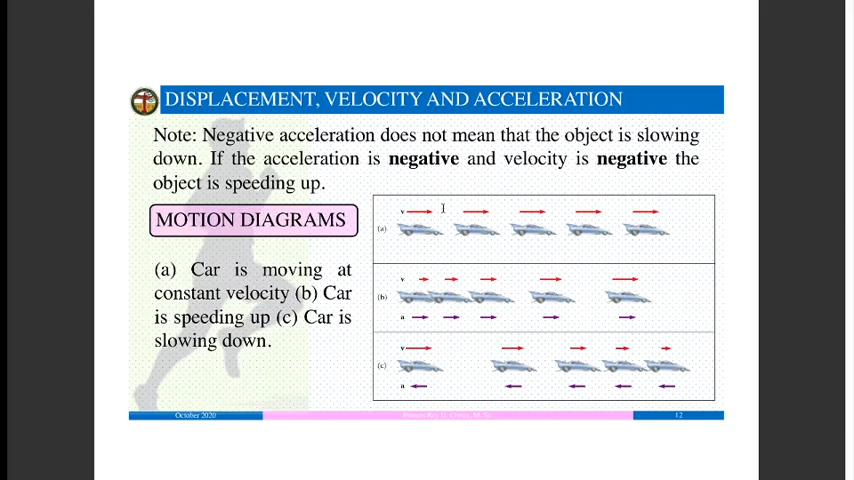 DISPLACEMENT, VELOCITY AND ACCELERATION
Note: Negative acceleration does not mean that the object is slowing
down. If the acceleration is negative and velocity is negative the
object is speeding up.
MOTION DIAGRAMS
(a) Car is moving at
constant velocity (b) Car
is speeding up (c) Car is
slowing down.
v
(a)
v
(b)
a
v
(c)
a
October 2020
12